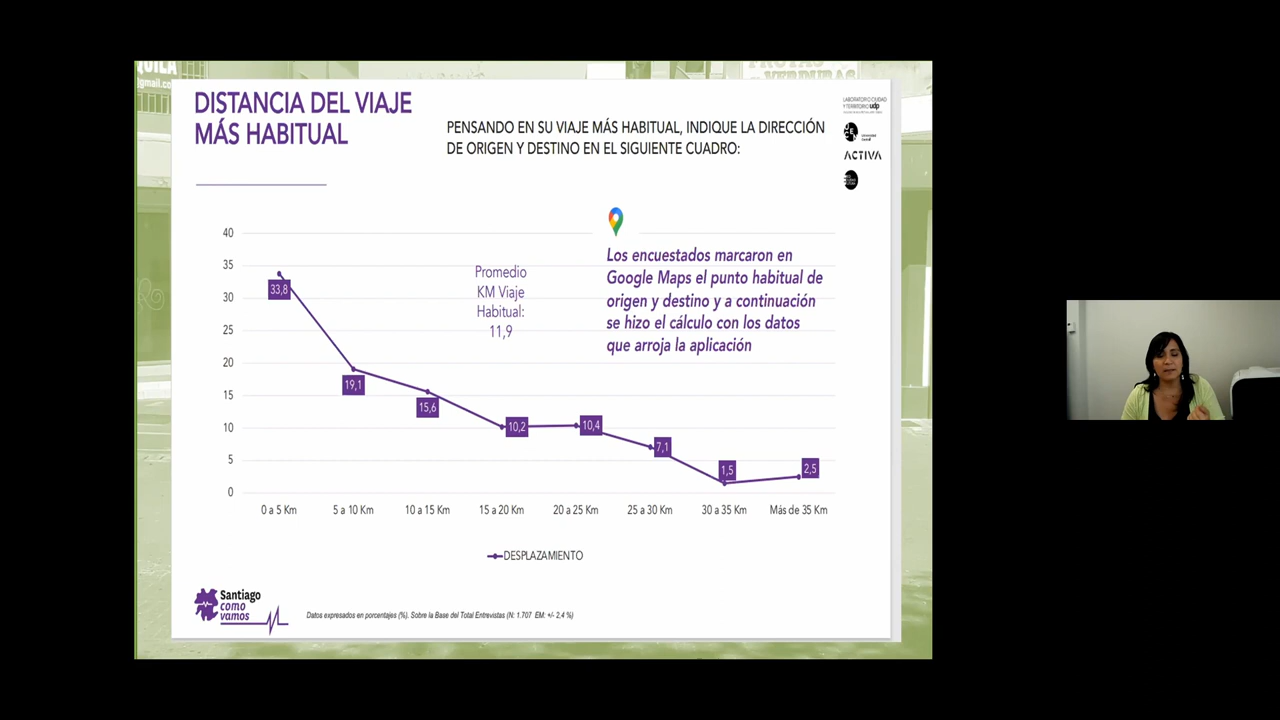 DISTANCIA DEL VIAJE
MÁS HABITUAL
PENSANDO EN SU VIAJE MÁS HABITUAL, INDIQUE LA DIRECCIÓN
DE ORIGEN Y DESTINO EN EL SIGUIENTE CUADRO:
LABORATORIO CIUDAD
Y TERRITORIO udp
ACTIVA
Los encuestados marcaron en
Google Maps el punto habitual de
origen y destino y a continuación
se hizo el cálculo con los datos
que arroja la aplicación
Promedio
KM Viaje
Habitual:
11,9
40
35
30
25
20
15
10
5
0
33,8
19,1
15,6
10,2
10,4
7,1
1,5
2,5
0 a 5 Km
5 a 10 Km
10 a 15 Km
15 a 20 Km
20 a 25 Km
25 a 30 Km
30 a 35 Km
Más de 35 Km
DESPLAZAMIENTO
Santiago
como
vamos
Datos expresados en porcentajes (%). Sobre la Base del Total Entrevistas (N: 1.707 EM: +/- 2,4 %)